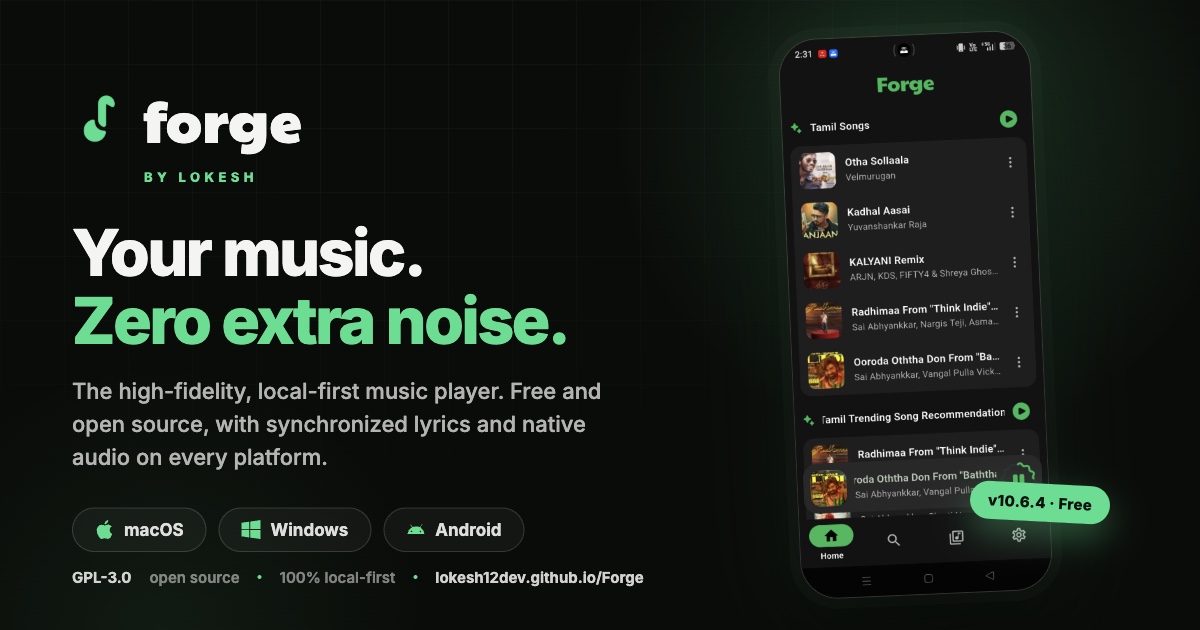 forge
BY LOKESH
Your music.
Zero extra noise.
The high-fidelity, local-first music player. Free and
open source, with synchronized lyrics and native
audio on every platform.
macOS
Windows
Android
GPL-3.0 open source • 100% local-first • lokesh12dev.github.io/Forge
2:31
Forge
Tamil Songs
Otha Sollaala
Velmurugan
Kadhal Aasai
Yuvanshankar Raja
ANJAAN
KALYANI Remix
ARJN, KDS, FIFTY4 & Shreya Ghos...
Radhimaa From "Think Indie"...
Sai Abhyankkar, Nargis Teji, Asma...
Ooroda Oththa Don From "Ba...
Sai Abhyankkar, Vangal Pulla Vick...
Tamil Trending Song Recommendation
Radhimaa From "Think Indie"...
roda Oththa Don From "Baththa
Sai Abhyankkar, Vangal Pulla
v10.6.4 · Free
Home